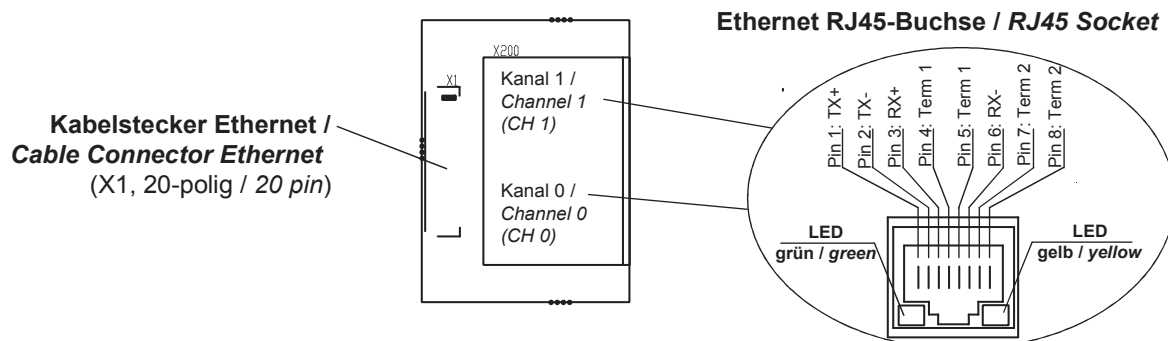 Ethernet RJ45-Buchse / RJ45 Socket
X200
X1
Kanal 1 /
Channel 1
(CH 1)
Kabelstecker Ethernet /
Cable Connector Ethernet
(X1, 20-polig / 20 pin)
Kanal 0 /
Channel 0
(CH 0)
Pin 1: TX+
Pin 2: TX-
Pin 3: RX+
Pin 4: Term 1
Pin 5: Term 1
Pin 6: RX-
Pin 7: Term 2
Pin 8: Term 2
LED
grün / green
LED
gelb / yellow